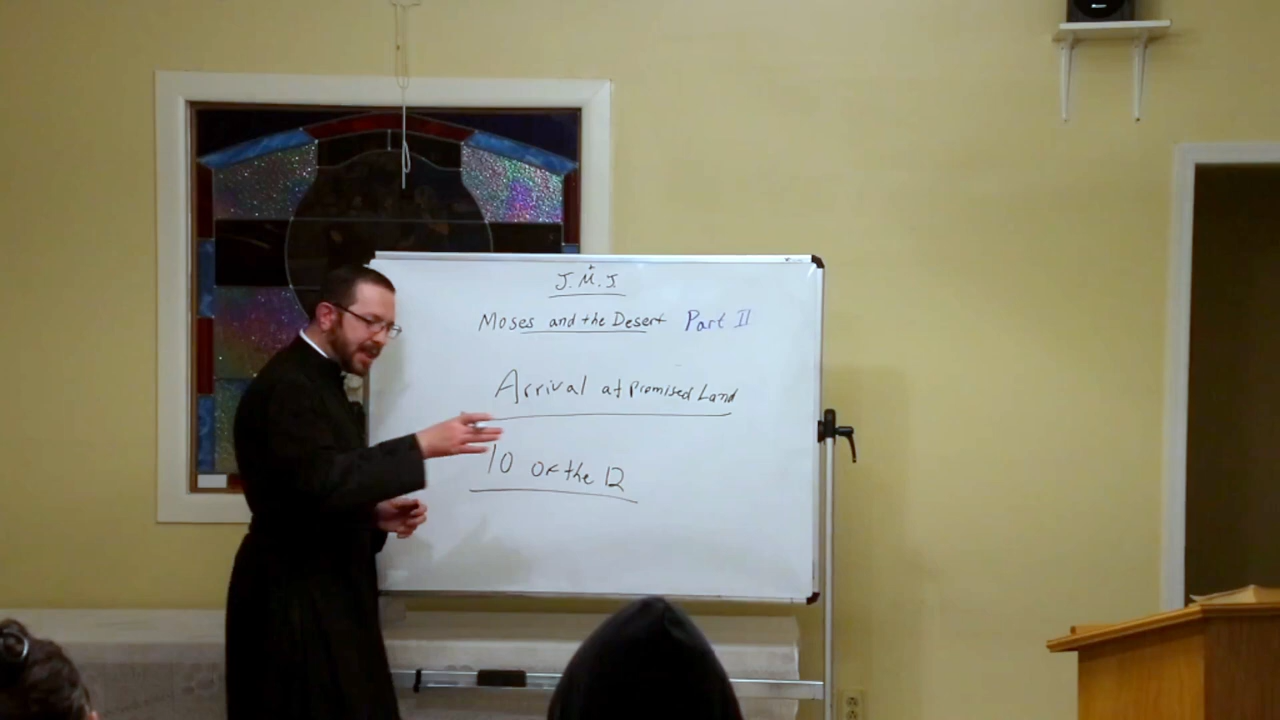 J.M.J.
Moses and the Desert Part II
Arrival at Promised Land
10 of the 12